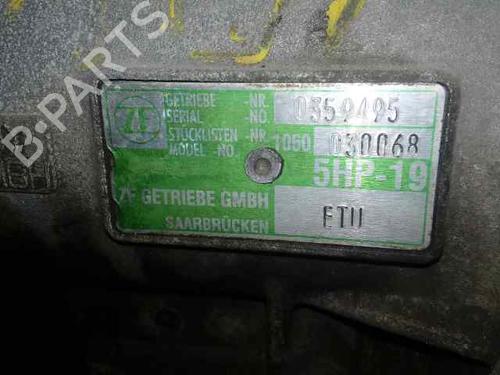 B-PARTS
ZF
GETRIEBE -NR.
SERIAL -NO.
0359495
STÜCKLISTEN -NR.
MODEL -NO.
1060 030068
5HP-19
ZF GETRIEBE GMBH
SAARBRÜCKEN